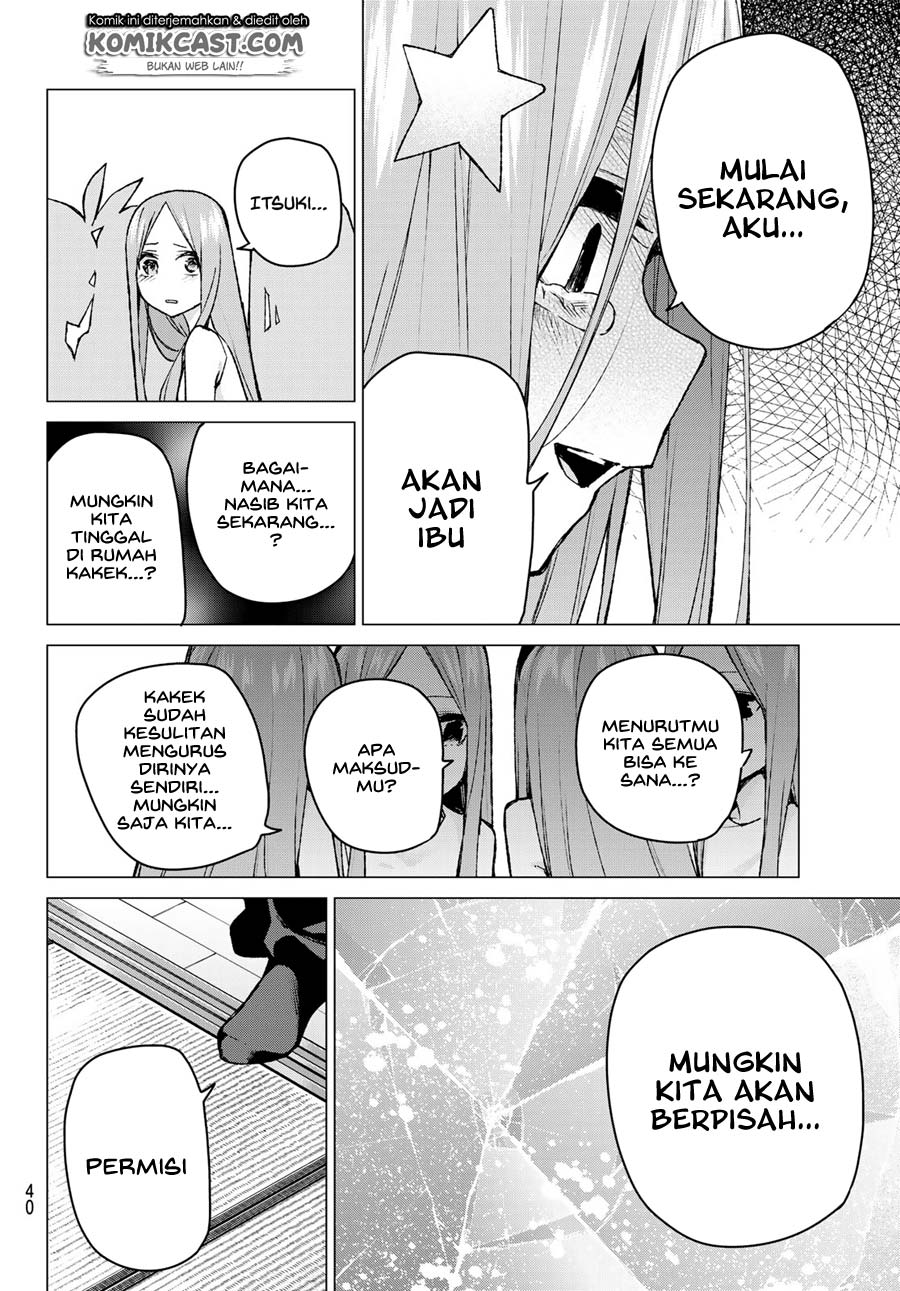 Komik ini diterjemahkan & diedit oleh
KOMIKCAST.COM
BUKAN WEB LAIN!!
MULAI
SEKARANG,
AKU...
AKAN
JADI
IBU
ITSUKI...
BAGAI-
MANA...
NASIB KITA
SEKARANG...
?
MUNGKIN
KITA
TINGGAL
DI RUMAH
KAKEK...?
MENURUTMU
KITA SEMUA
BISA KE
SANA...?
APA
MAKSUD-
MU?
KAKEK
SUDAH
KESULITAN
MENGURUS
DIRINYA
SENDIRI...
MUNGKIN
SAJA KITA...
MUNGKIN
KITA AKAN
BERPISAH...
PERMISI
40